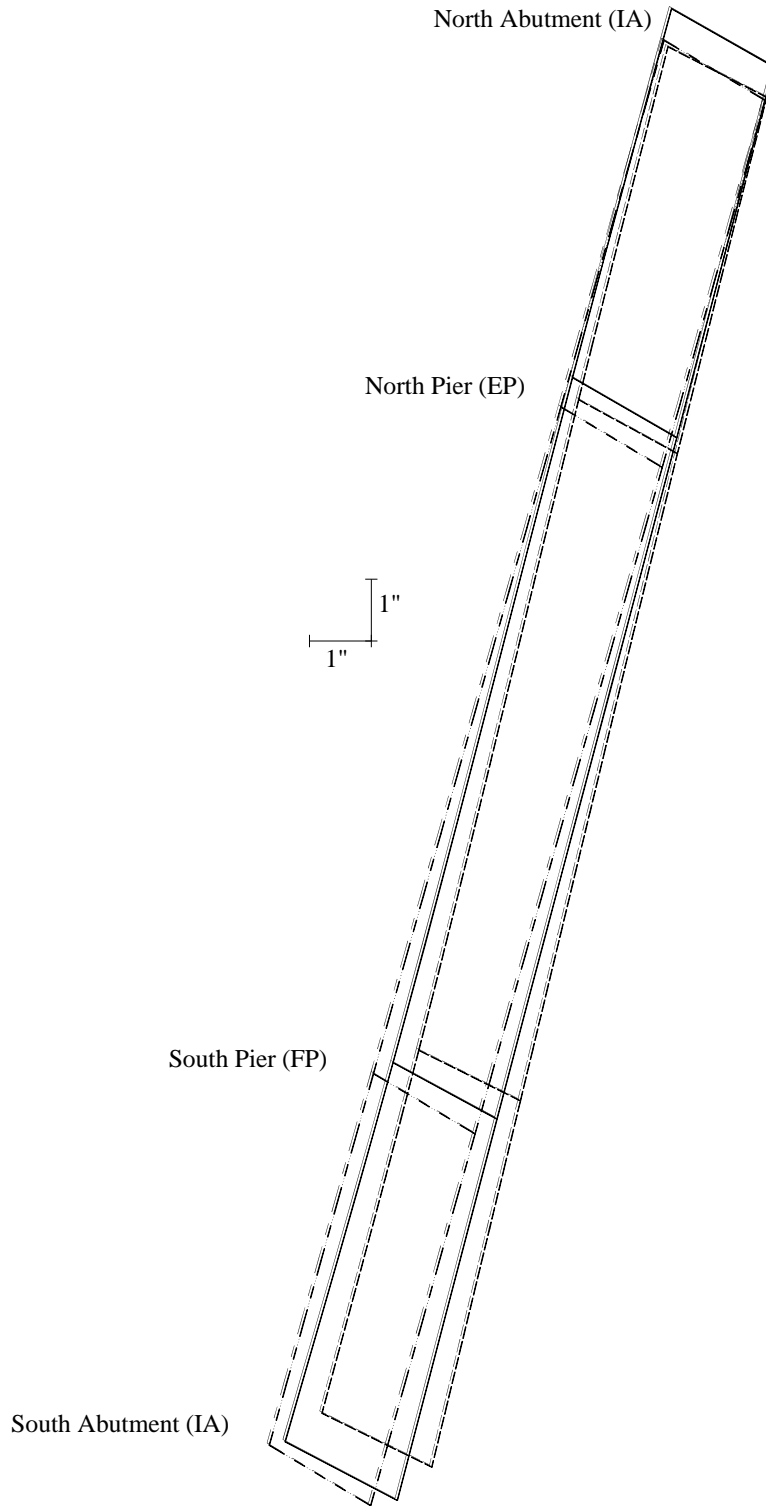 North Abutment (IA)
North Pier (EP)
1"
1"
South Pier (FP)
South Abutment (IA)